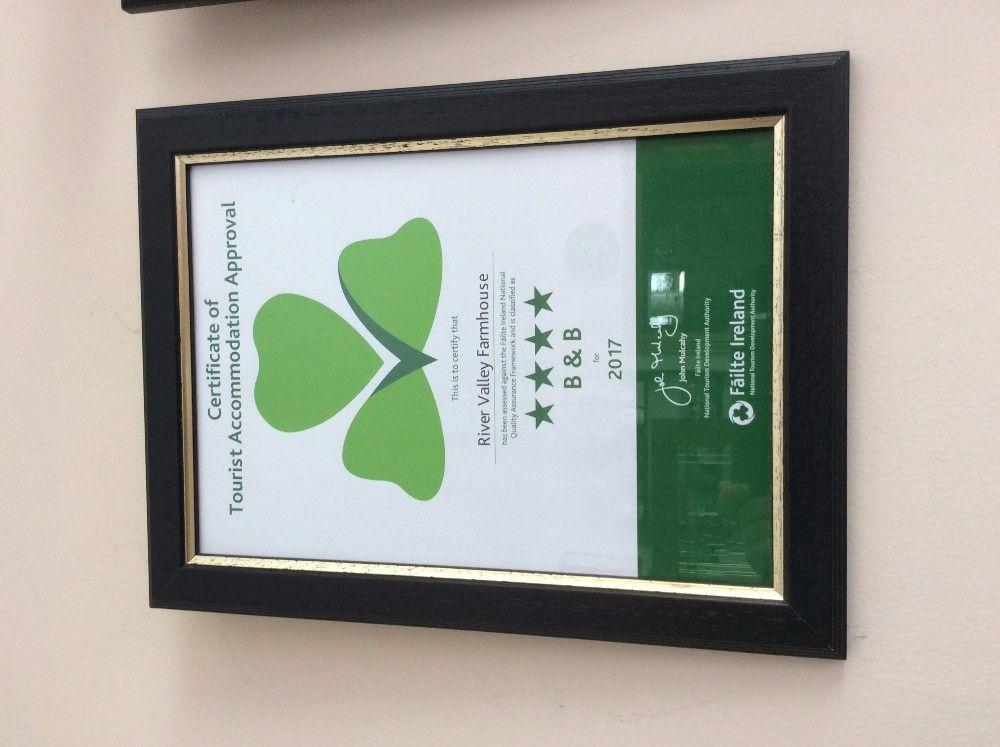 Certificate of
Tourist Accommodation Approval
This is to certify that
River Valley Farmhouse
has been assessed against the Fáilte Ireland National
Quality Assurance Framework and is classified as
B & B
for
2017
John Mulcahy
John Mulcahy
Fáilte Ireland
National Tourism Development Authority
Fáilte Ireland
National Tourism Development Authority